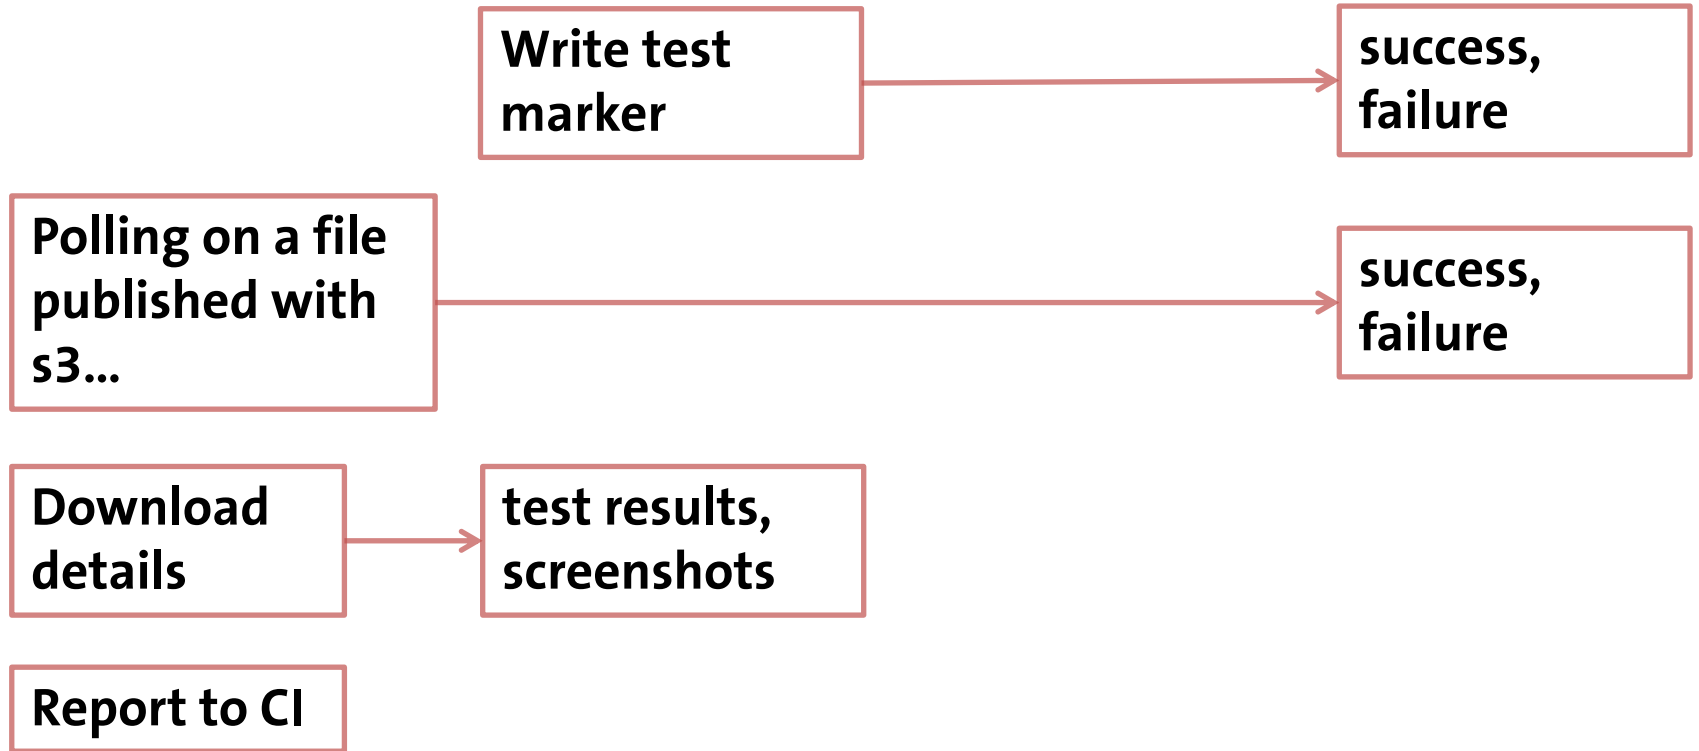 Write test
marker
success,
failure
Polling on a file
published with
s3...
success,
failure
Download
details
test results,
screenshots
Report to CI